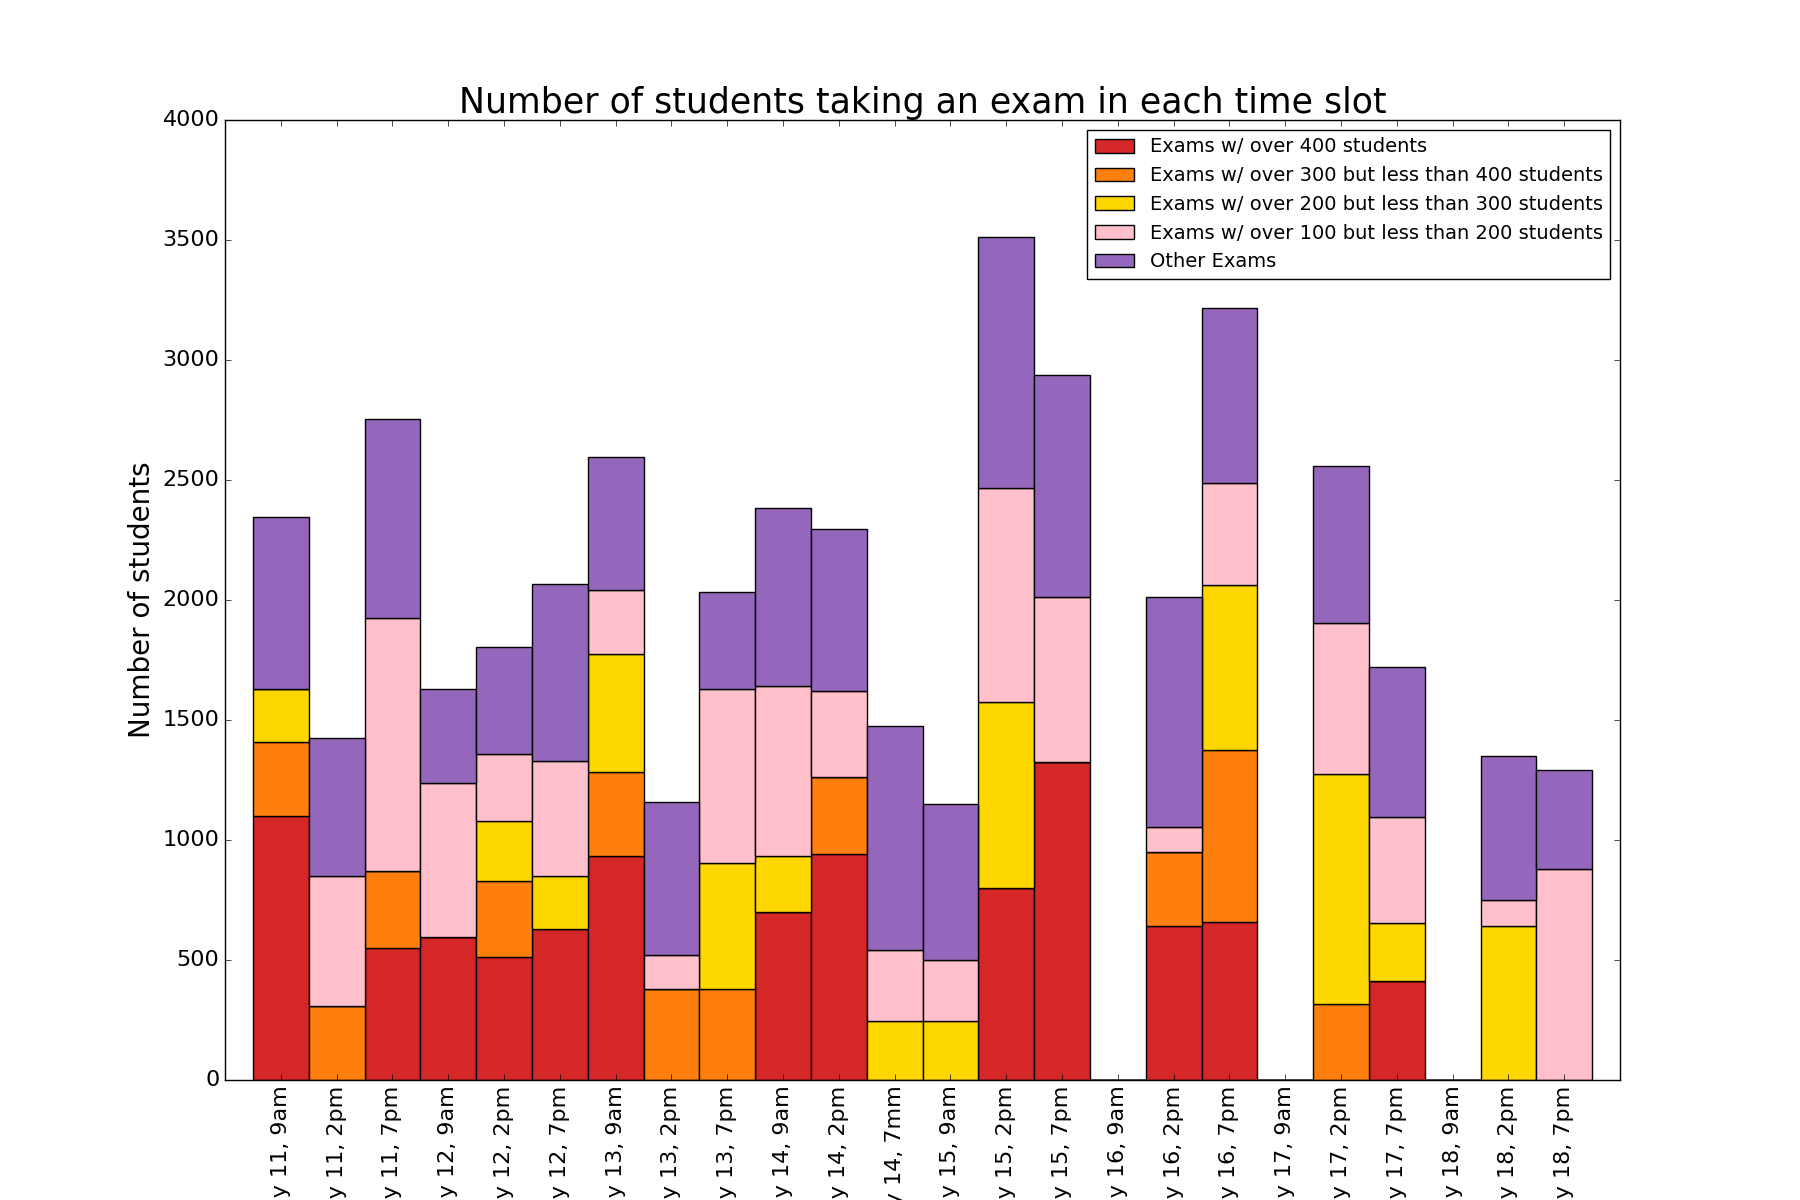 Number of students taking an exam in each time slot
Exams w/ over 400 students
Exams w/ over 300 but less than 400 students
Exams w/ over 200 but less than 300 students
Exams w/ over 100 but less than 200 students
Other Exams
Number of students
4000
3500
3000
2500
2000
1500
1000
500
0
y 11, 9am
y 11, 2pm
y 11, 7pm
y 12, 9am
y 12, 2pm
y 12, 7pm
y 13, 9am
y 13, 2pm
y 13, 7pm
y 14, 9am
y 14, 2pm
y 14, 7mm
y 15, 9am
y 15, 2pm
y 15, 7pm
y 16, 9am
y 16, 2pm
y 16, 7pm
y 17, 9am
y 17, 2pm
y 17, 7pm
y 18, 9am
y 18, 2pm
y 18, 7pm